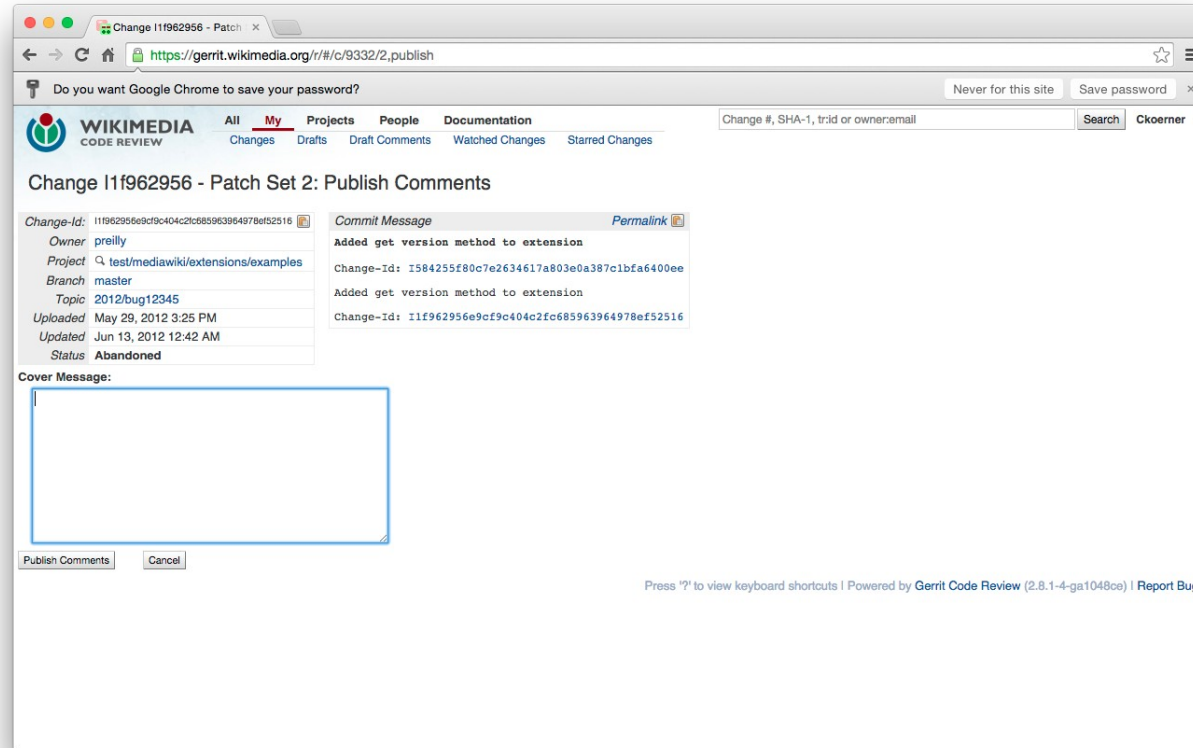 Change I1f962956 - Patch
https://gerrit.wikimedia.org/r/#/c/9332/2,publish
Do you want Google Chrome to save your password? Never for this site Save password
WIKIMEDIA
CODE REVIEW
All My Projects People Documentation
Changes Drafts Draft Comments Watched Changes Starred Changes
Change #, SHA-1, tr:id or owner:email Search Ckoerner
Change I1f962956 - Patch Set 2: Publish Comments
Change-Id: I1f962956e9cf9c404c2fc685963964978ef52516
Owner preilly
Project test/mediawiki/extensions/examples
Branch master
Topic 2012/bug12345
Uploaded May 29, 2012 3:25 PM
Updated Jun 13, 2012 12:42 AM
Status Abandoned
Commit Message Permalink
Added get version method to extension
Change-Id: I584255f80c7e2634617a803e0a387c1bfa6400ee
Added get version method to extension
Change-Id: I1f962956e9cf9c404c2fc685963964978ef52516
Cover Message:
Publish Comments Cancel
Press '?' to view keyboard shortcuts | Powered by Gerrit Code Review (2.8.1-4-ga1048ce) | Report Bu